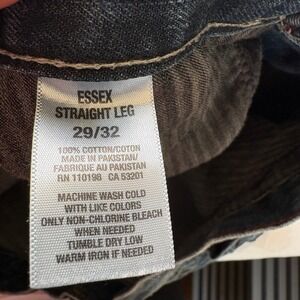 ESSEX
STRAIGHT LEG
29/32
100% COTTON/COTON
MADE IN PAKISTAN/
FABRIQUE AU PAKISTAN
RN 110198 CA 53201
MACHINE WASH COLD
WITH LIKE COLORS
ONLY NON-CHLORINE BLEACH
WHEN NEEDED
TUMBLE DRY LOW
WARM IRON IF NEEDED